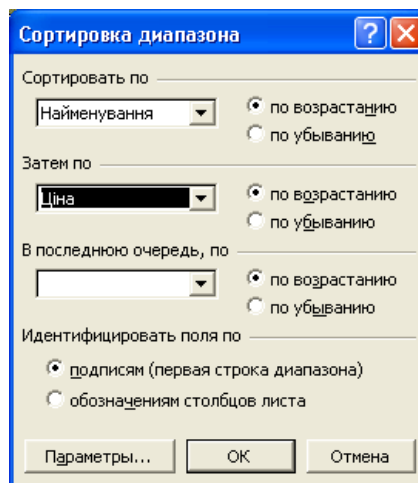 Сортировка диапазона
Сортировать по
Найменування
по возрастанию
по убыванию
Затем по
Ціна
по возрастанию
по убыванию
В последнюю очередь, по
по возрастанию
по убыванию
Идентифицировать поля по
подписям (первая строка диапазона)
обозначениям столбцов листа
Параметры...
ОК
Отмена